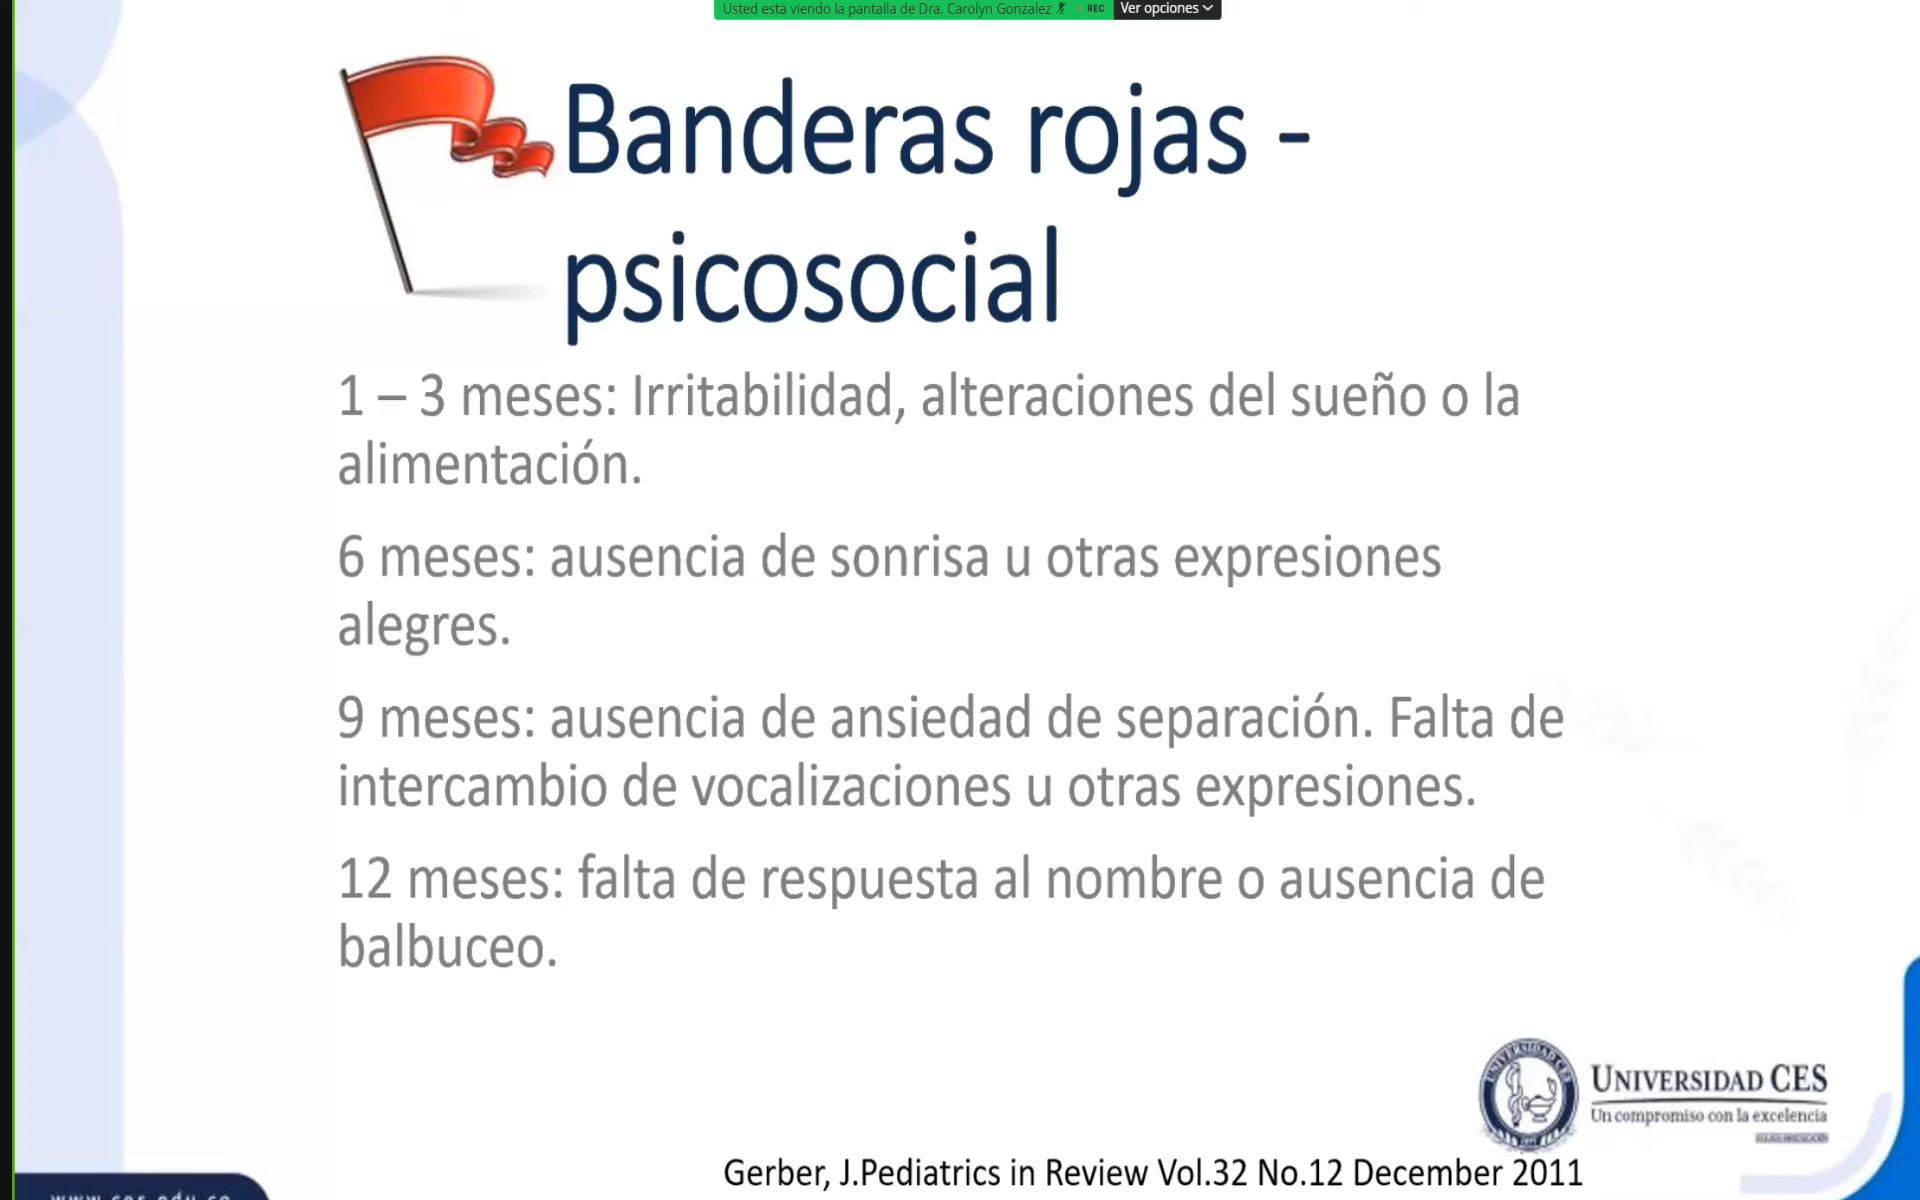 Usted está viendo la pantalla de Dra. Carolyn Gonzalez REC Ver opciones
Banderas rojas -
psicosocial
1 – 3 meses: Irritabilidad, alteraciones del sueño o la
alimentación.
6 meses: ausencia de sonrisa u otras expresiones
alegres.
9 meses: ausencia de ansiedad de separación. Falta de
intercambio de vocalizaciones u otras expresiones.
12 meses: falta de respuesta al nombre o ausencia de
balbuceo.
UNIVERSIDAD CES
UNIVERSIDAD CES
Un compromiso con la excelencia
Gerber, J.Pediatrics in Review Vol.32 No.12 December 2011